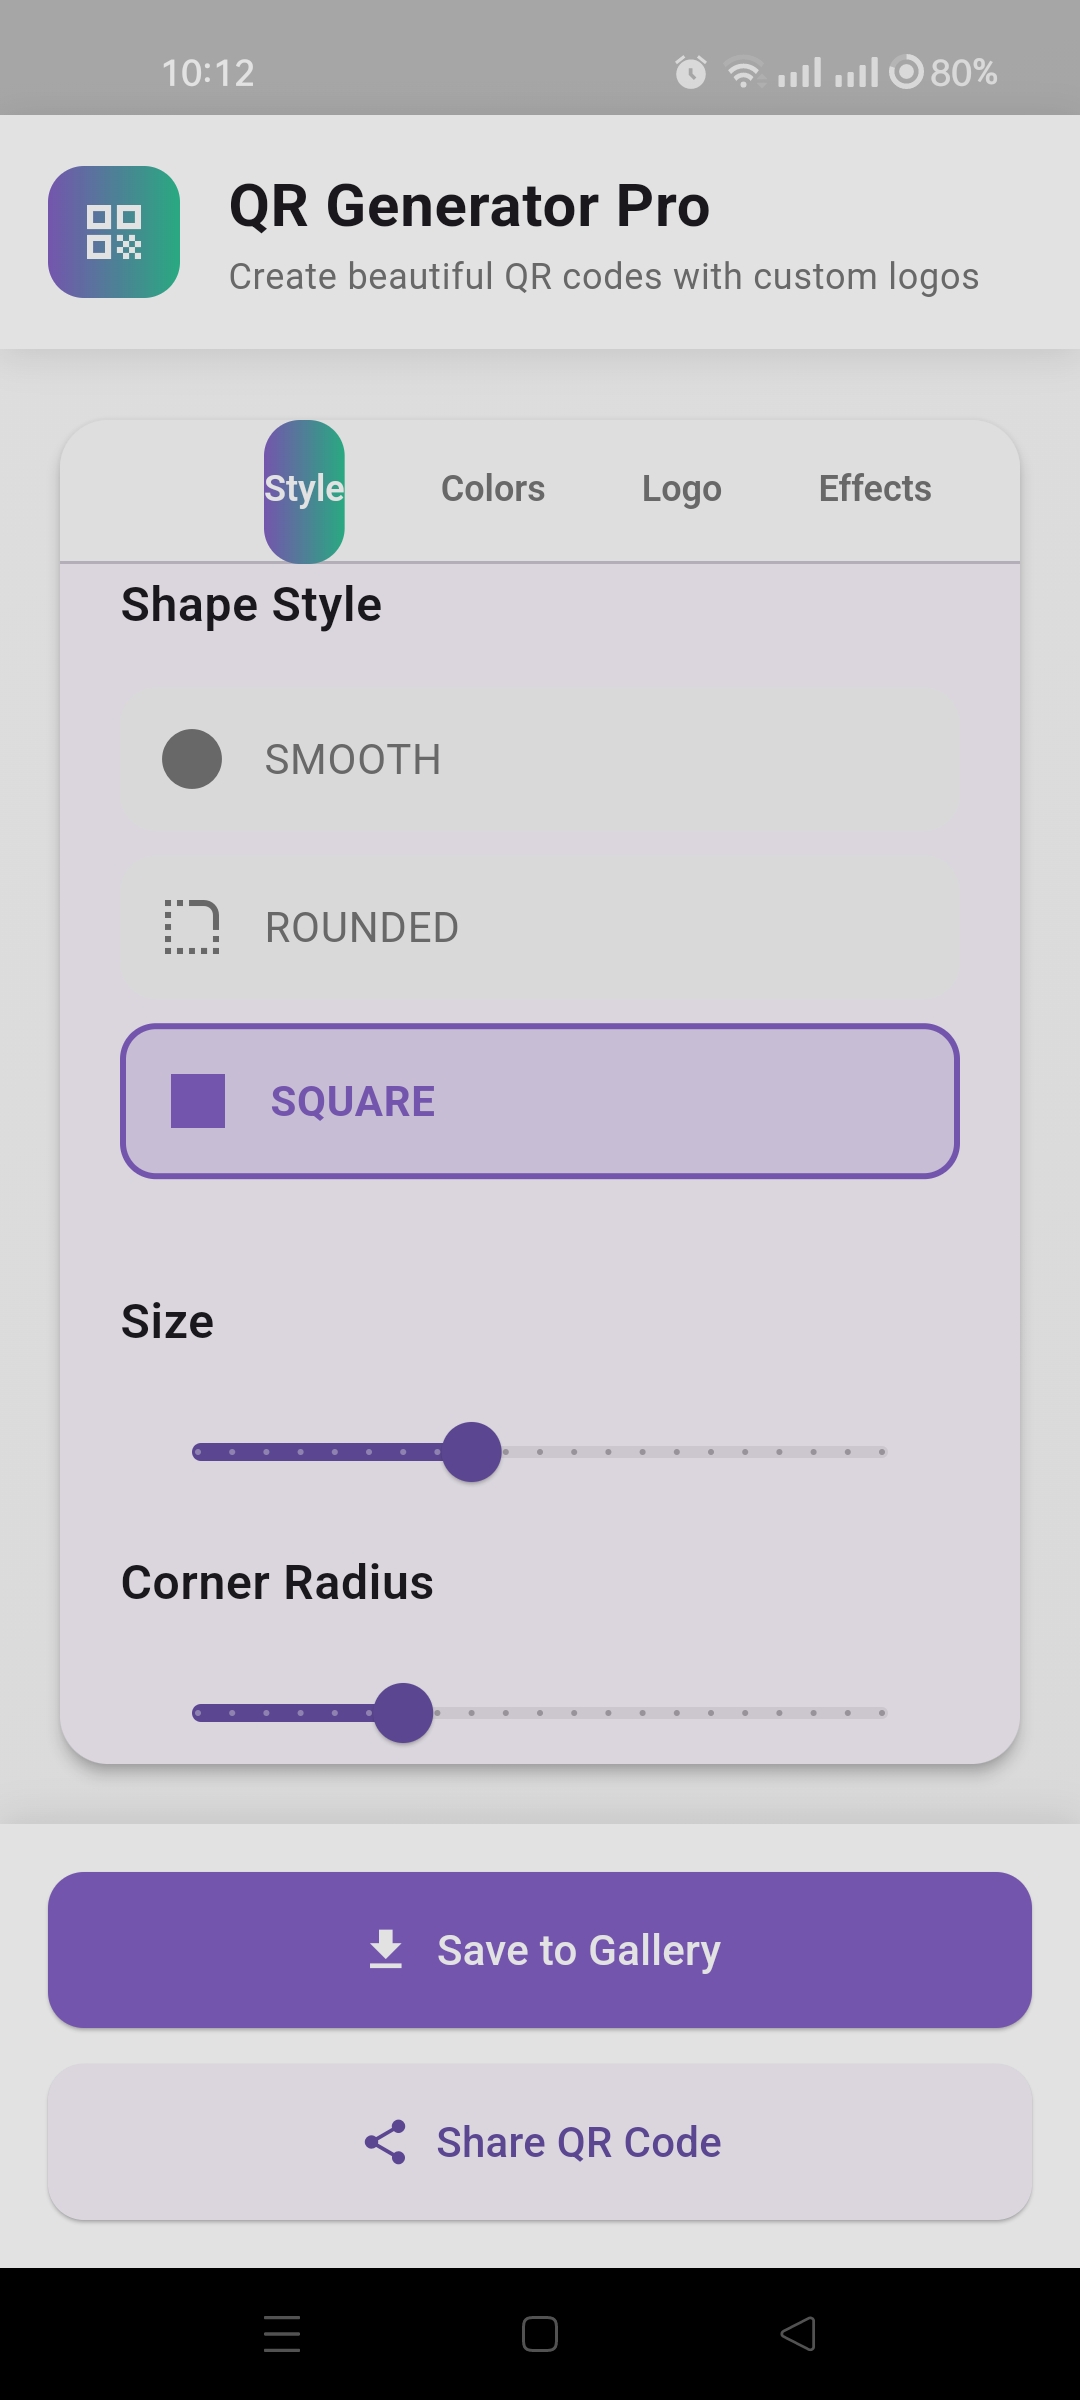 10:12
80%
QR Generator Pro
Create beautiful QR codes with custom logos
Style Colors Logo Effects
Shape Style
SMOOTH
ROUNDED
SQUARE
Size
Corner Radius
Save to Gallery
Share QR Code